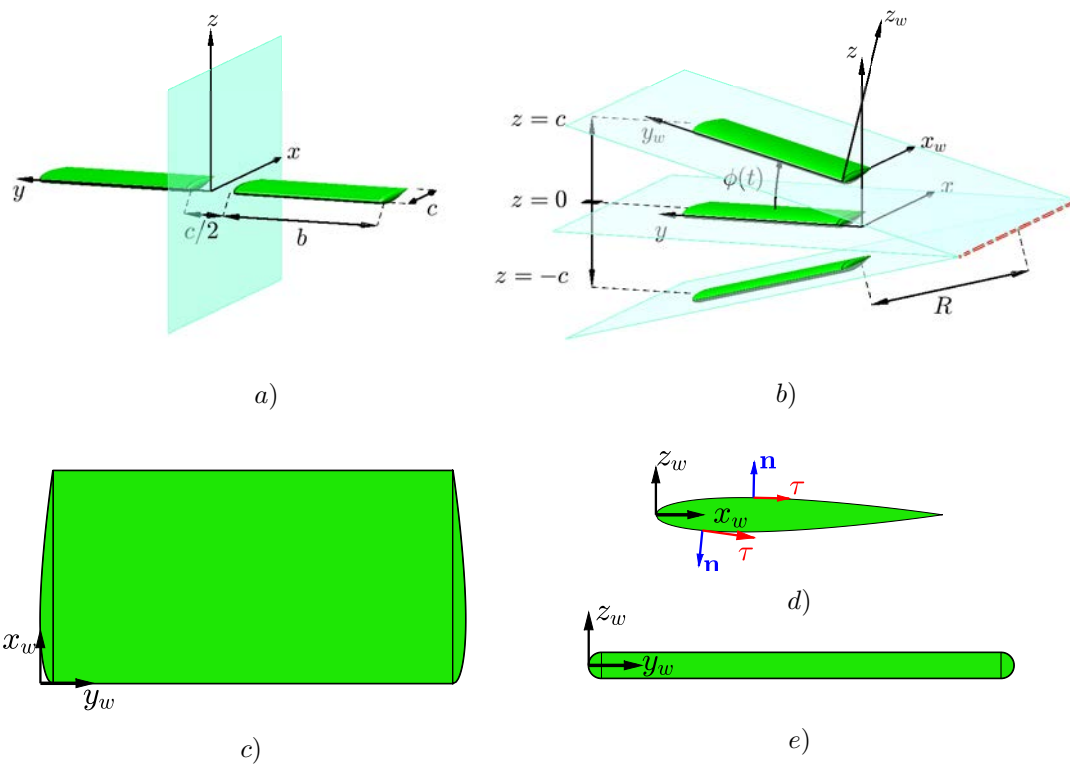 z
x
y
c/2
b
c
a)
z_w
z
z = c
y_w
x_w
ϕ(t)
x
z = 0
y
z = −c
R
b)
x_w
y_w
c)
z_w
n
τ
x_w
τ
n
d)
z_w
y_w
e)